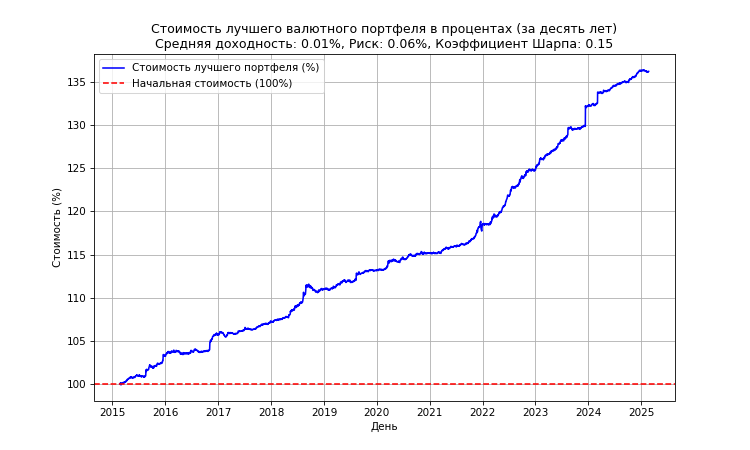 Стоимость лучшего валютного портфеля в процентах (за десять лет)
Средняя доходность: 0.01%, Риск: 0.06%, Коэффициент Шарпа: 0.15
Стоимость лучшего портфеля (%)
Начальная стоимость (100%)
Стоимость (%)
135
130
125
120
115
110
105
100
2015 2016 2017 2018 2019 2020 2021 2022 2023 2024 2025
День